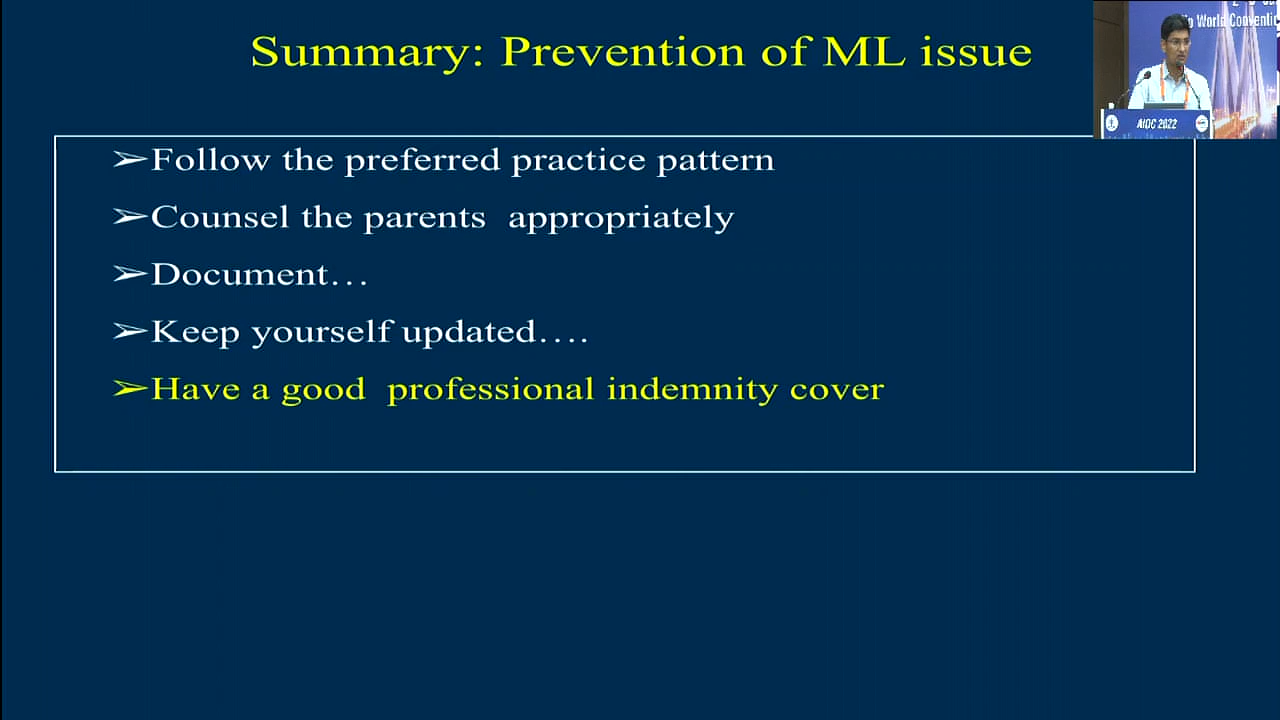 Summary: Prevention of ML issue
World Conventi
➢Follow the preferred practice pattern
➢Counsel the parents appropriately
➢Document…
➢Keep yourself updated….
➢Have a good professional indemnity cover
AIOC 2022